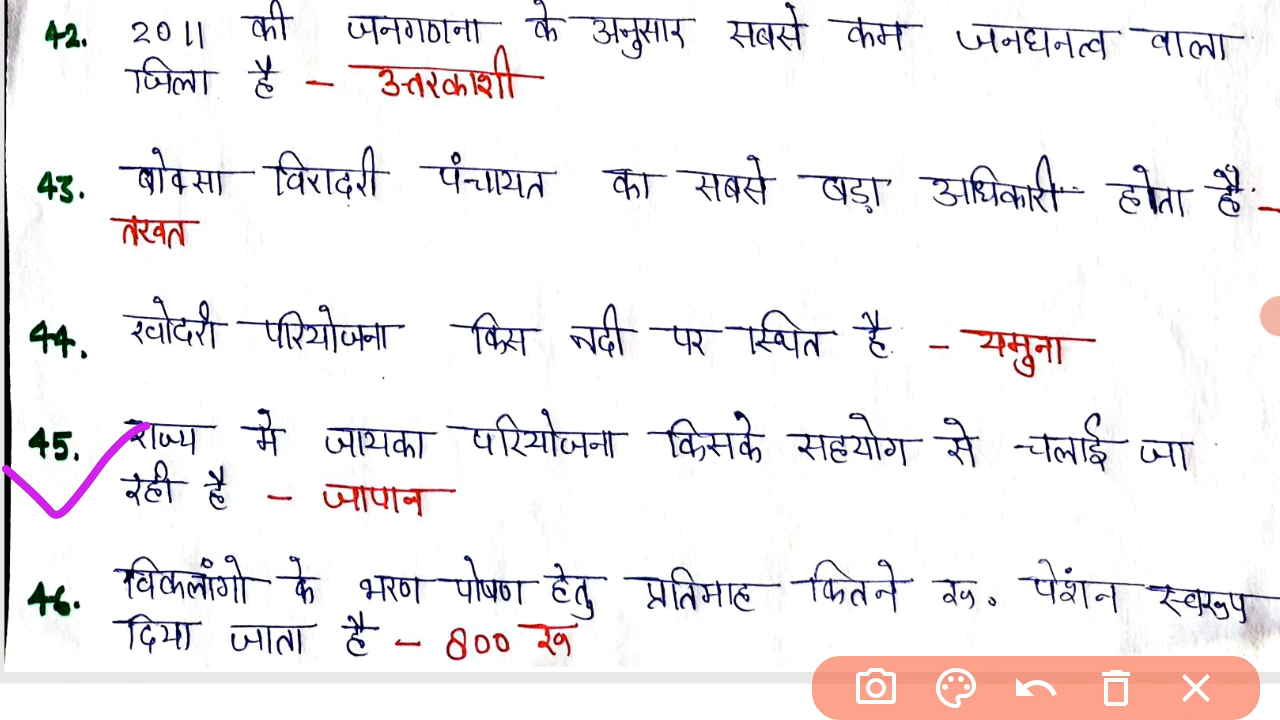 42. 2011 की जनगणना के अनुसार सबसे कम जनघनत्व वाला
जिला है - उत्तरकाशी
43. बोक्सा विरादरी पंचायत का सबसे बड़ा अधिकारी होता है -
तखत
44. खोदरी परियोजना किस नदी पर स्थित है - यमुना
45. राज्य मे जायका परियोजना किसके सहयोग से चलाई जा
रही है - जापान
46. विकलांगो के भरण पोषण हेतु प्रतिमाह कितने रू. पेंशन स्वरूप
दिया जाता है - 800 रू